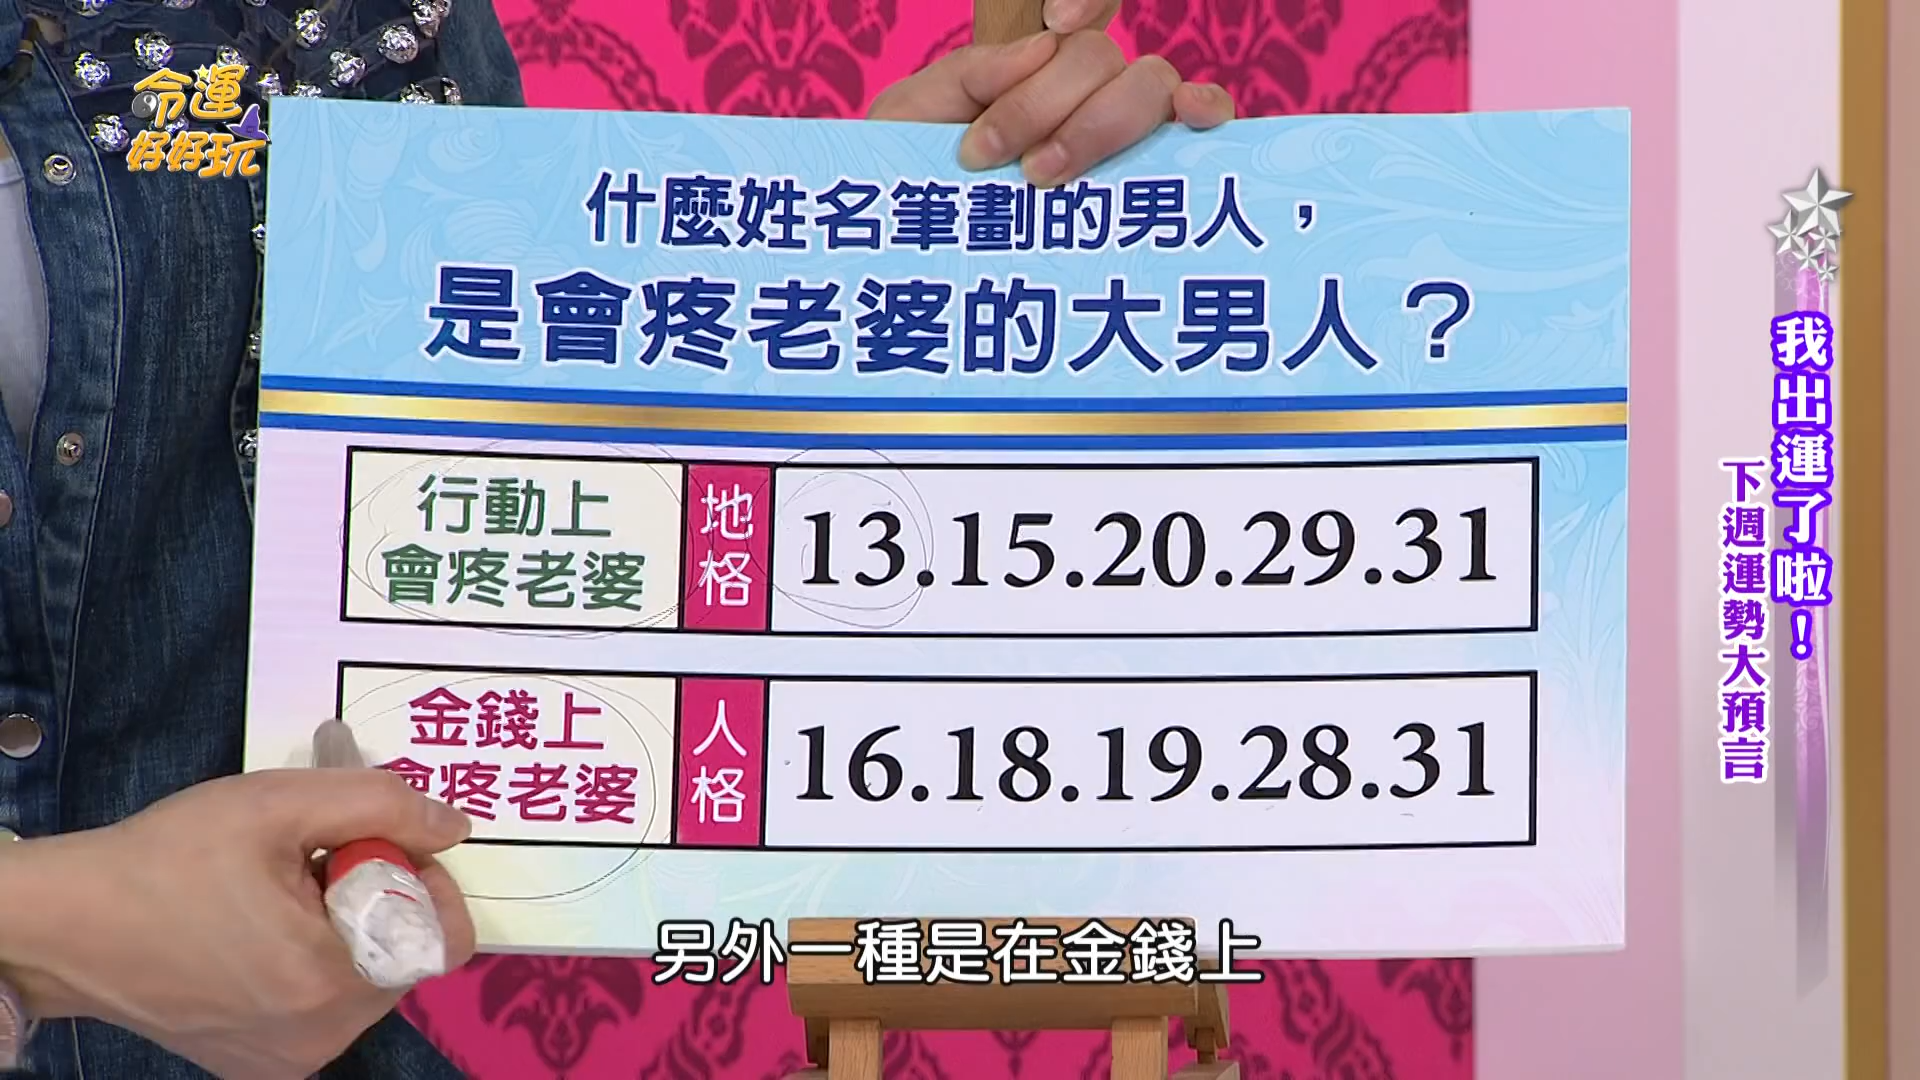 命運
好好玩
什麼姓名筆劃的男人，
是會疼老婆的大男人？
行動上
會疼老婆
地格
13.15.20.29.31
金錢上
會疼老婆
人格
16.18.19.28.31
我出運了啦！
下週運勢大預言
另外一種是在金錢上